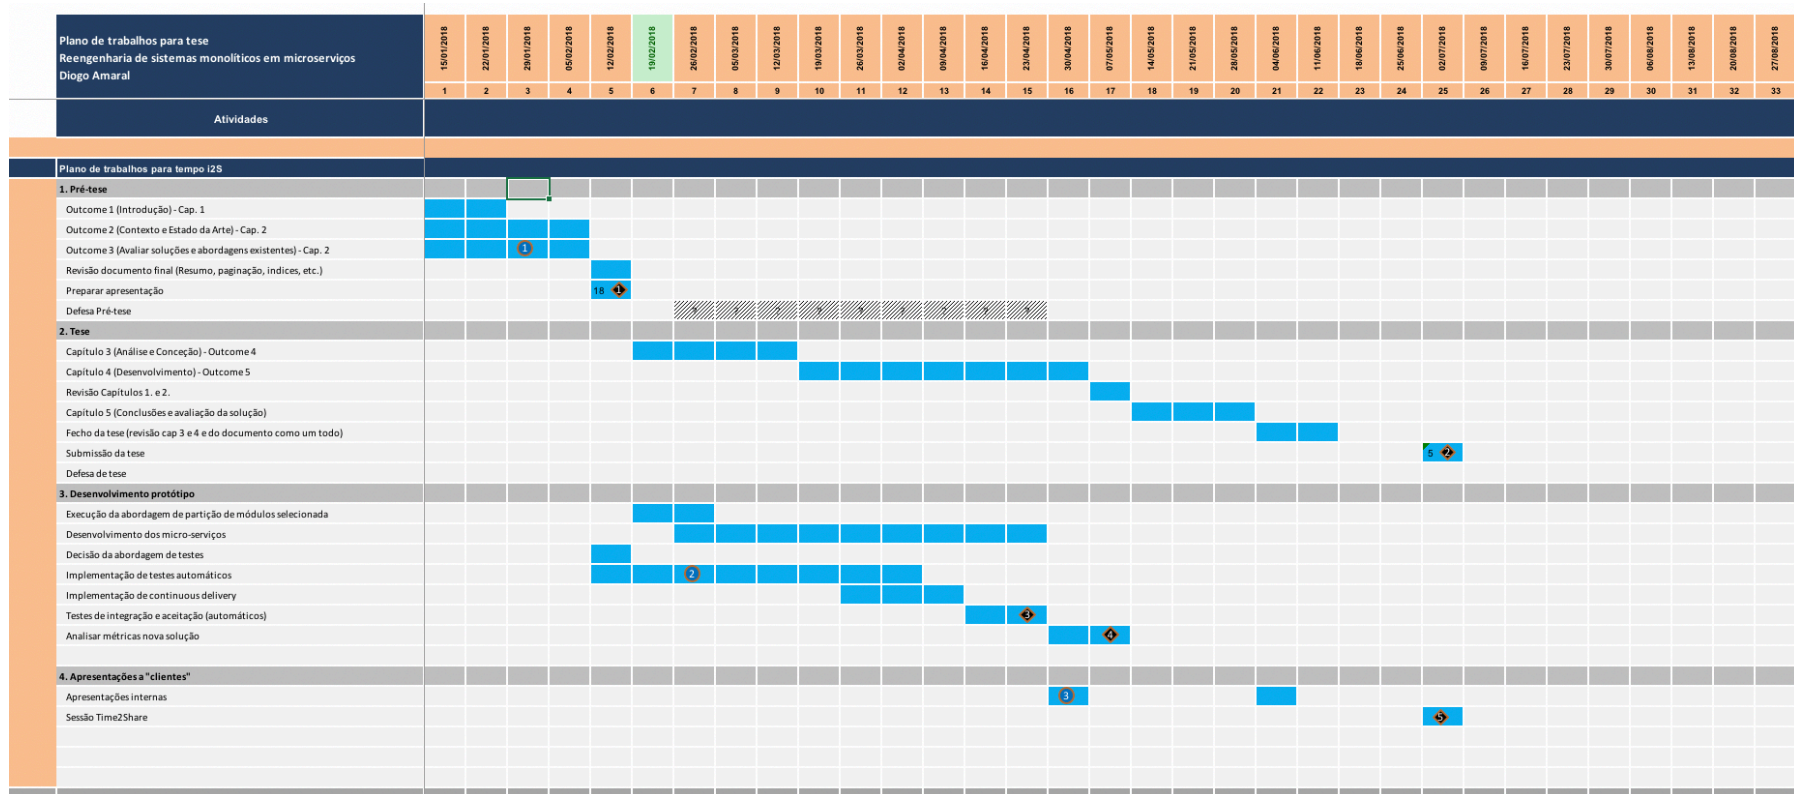 Plano de trabalhos para tese
Reengenharia de sistemas monolíticos em microserviços
Diogo Amaral
15/01/2018 22/01/2018 29/01/2018 05/02/2018 12/02/2018 19/02/2018 26/02/2018 05/03/2018 12/03/2018 19/03/2018 26/03/2018 02/04/2018 09/04/2018 16/04/2018 23/04/2018 30/04/2018 07/05/2018 14/05/2018 21/05/2018 28/05/2018 04/06/2018 11/06/2018 18/06/2018 25/06/2018 02/07/2018 09/07/2018 16/07/2018 23/07/2018 30/07/2018 06/08/2018 13/08/2018 20/08/2018 27/08/2018
1 2 3 4 5 6 7 8 9 10 11 12 13 14 15 16 17 18 19 20 21 22 23 24 25 26 27 28 29 30 31 32 33
Atividades
Plano de trabalhos para tempo i2S
1. Pré-tese
Outcome 1 (Introdução) - Cap. 1
Outcome 2 (Contexto e Estado da Arte) - Cap. 2
Outcome 3 (Avaliar soluções e abordagens existentes) - Cap. 2 1
Revisão documento final (Resumo, paginação, indices, etc.)
Preparar apresentação 18 1
Defesa Pré-tese ? ? ? ? ? ? ? ? ?
2. Tese
Capítulo 3 (Análise e Conceção) - Outcome 4
Capítulo 4 (Desenvolvimento) - Outcome 5
Revisão Capítulos 1. e 2.
Capítulo 5 (Conclusões e avaliação da solução)
Fecho da tese (revisão cap 3 e 4 e do documento como um todo)
Submissão da tese 5 2
Defesa de tese
3. Desenvolvimento protótipo
Execução da abordagem de partição de módulos selecionada
Desenvolvimento dos micro-serviços
Decisão da abordagem de testes
Implementação de testes automáticos 2
Implementação de continuous delivery
Testes de integração e aceitação (automáticos) 3
Analisar métricas nova solução 4
4. Apresentações a "clientes"
Apresentações internas 3
Sessão Time2Share 5